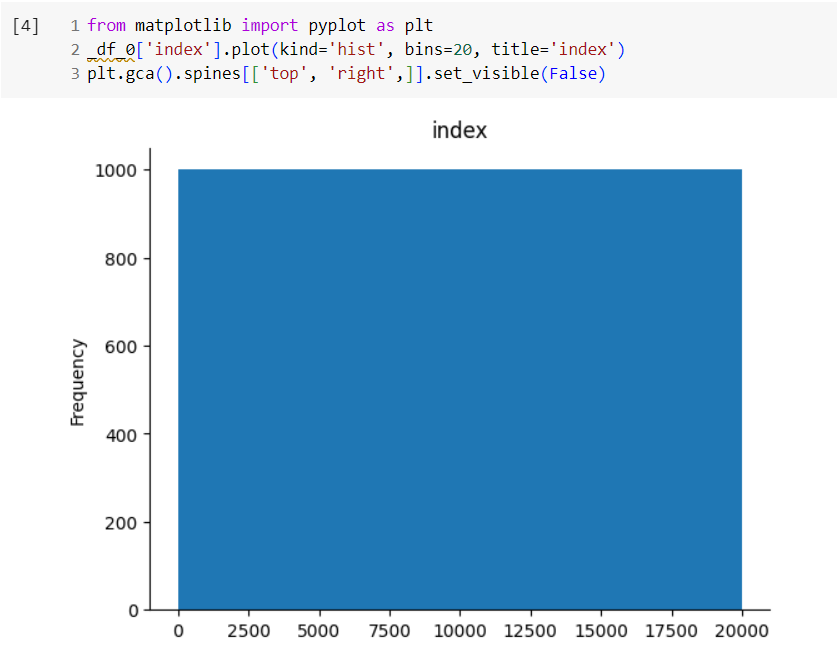 [4] 1 from matplotlib import pyplot as plt
2 _df_0['index'].plot(kind='hist', bins=20, title='index')
3 plt.gca().spines[['top', 'right',]].set_visible(False)
index
1000
800
600
400
200
0
Frequency
0 2500 5000 7500 10000 12500 15000 17500 20000